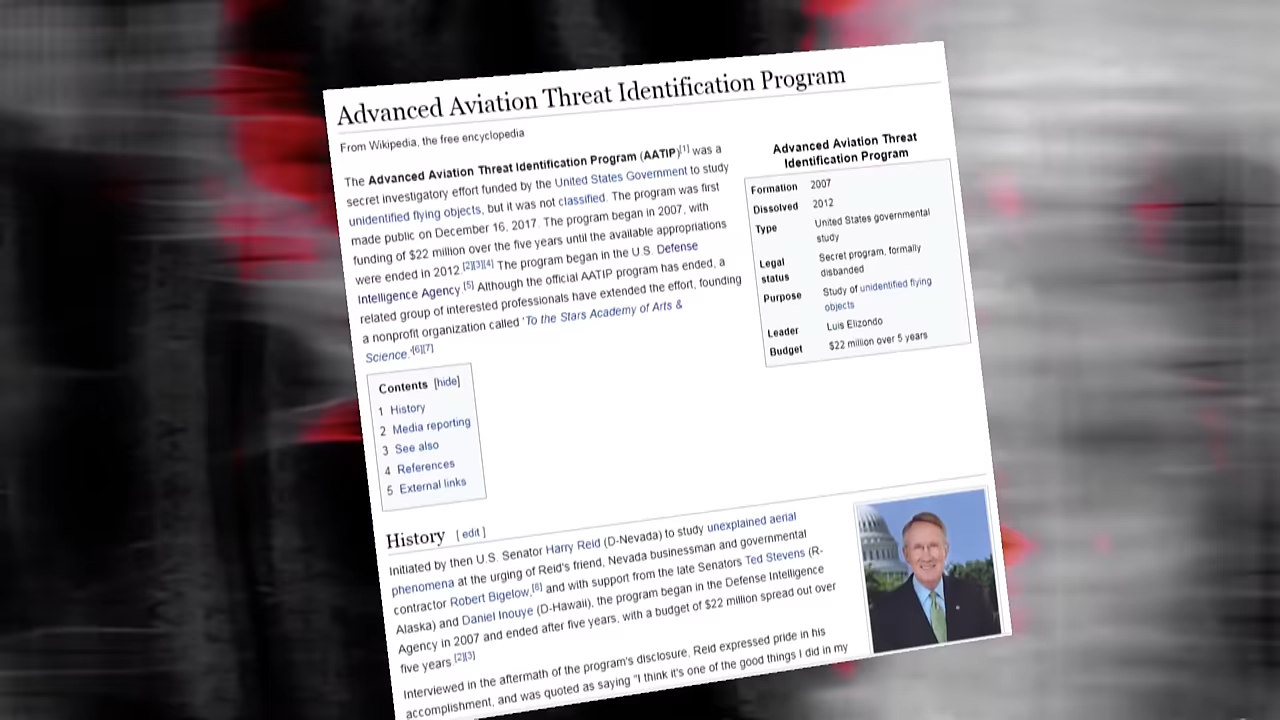 Advanced Aviation Threat Identification Program
From Wikipedia, the free encyclopedia
The Advanced Aviation Threat Identification Program (AATIP)[1] was a
secret investigatory effort funded by the United States Government to study
unidentified flying objects, but it was not classified. The program was first
made public on December 16, 2017. The program began in 2007, with
funding of $22 million over the five years until the available appropriations
were ended in 2012.[2][3][4] The program began in the U.S. Defense
Intelligence Agency.[5] Although the official AATIP program has ended, a
related group of interested professionals have extended the effort, founding
a nonprofit organization called 'To the Stars Academy of Arts &
Science.'[6][7]
Advanced Aviation Threat
Identification Program
Formation 2007
Dissolved 2012
Type United States governmental
study
Legal Secret program, formally
status disbanded
Purpose Study of unidentified flying
objects
Leader Luis Elizondo
Budget $22 million over 5 years
Contents [hide]
1 History
2 Media reporting
3 See also
4 References
5 External links
History [ edit ]
Initiated by then U.S. Senator Harry Reid (D-Nevada) to study unexplained aerial
phenomena at the urging of Reid's friend, Nevada businessman and governmental
contractor Robert Bigelow,[8] and with support from the late Senators Ted Stevens (R-
Alaska) and Daniel Inouye (D-Hawaii), the program began in the Defense Intelligence
Agency in 2007 and ended after five years, with a budget of $22 million spread out over
five years.[2][3]
Interviewed in the aftermath of the program's disclosure, Reid expressed pride in his
accomplishment, and was quoted as saying "I think it's one of the good things I did in my